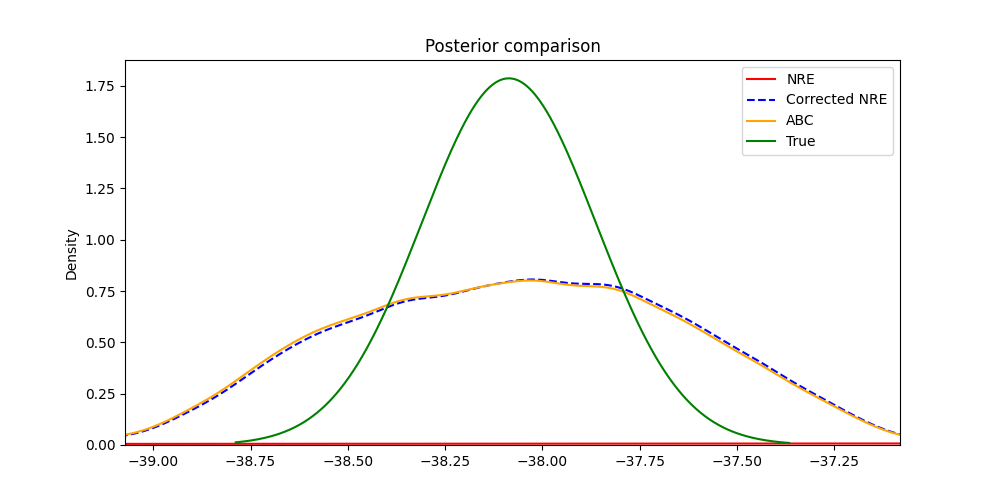 Posterior comparison
NRE
Corrected NRE
ABC
True
Density
1.75
1.50
1.25
1.00
0.75
0.50
0.25
0.00
−39.00 −38.75 −38.50 −38.25 −38.00 −37.75 −37.50 −37.25